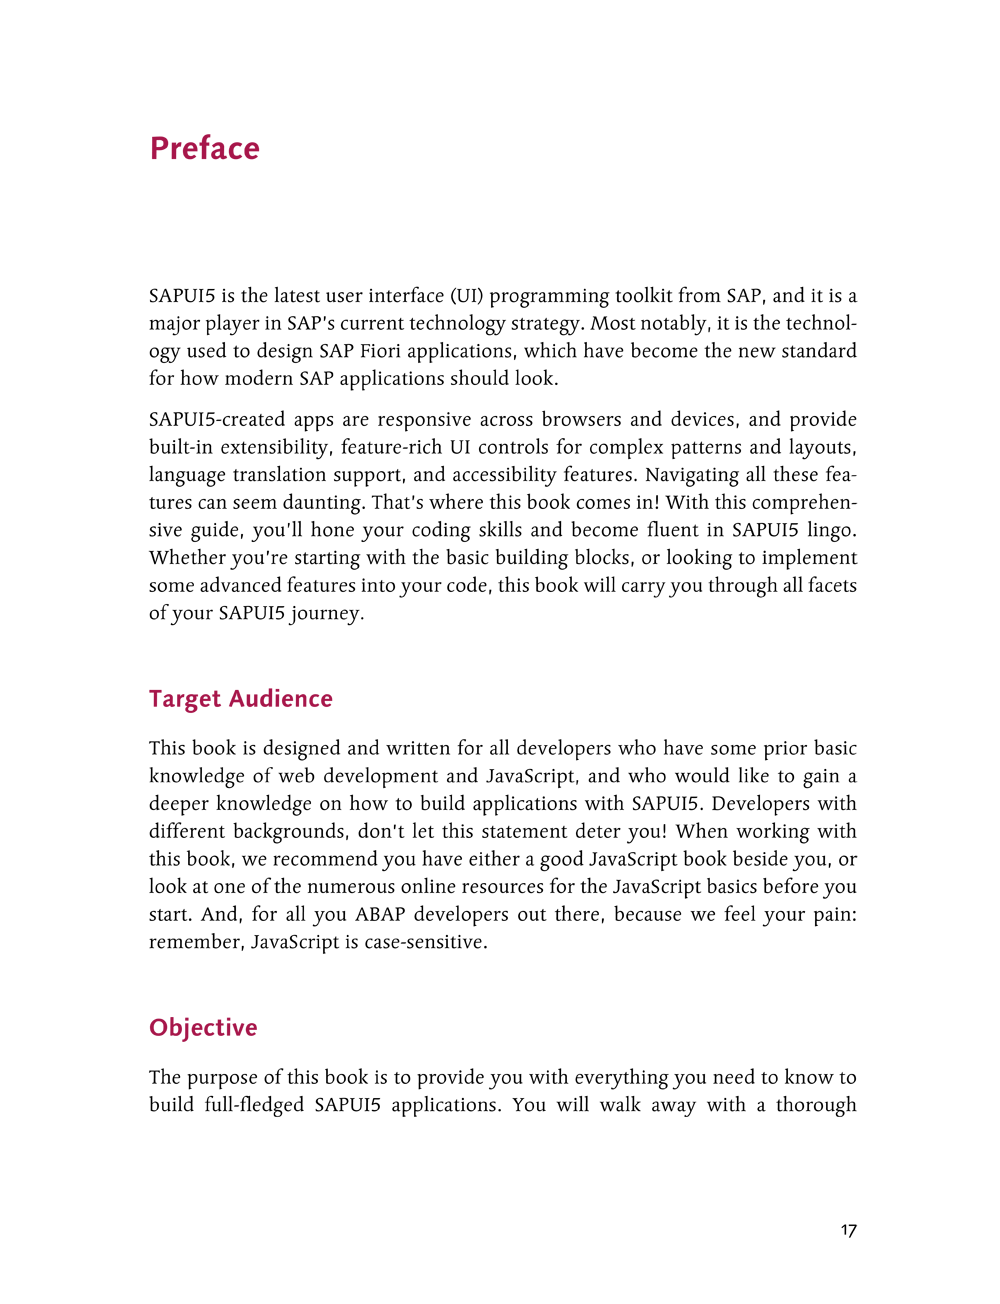 Preface
SAPUI5 is the latest user interface (UI) programming toolkit from SAP, and it is a
major player in SAP's current technology strategy. Most notably, it is the technol-
ogy used to design SAP Fiori applications, which have become the new standard
for how modern SAP applications should look.
SAPUI5-created apps are responsive across browsers and devices, and provide
built-in extensibility, feature-rich UI controls for complex patterns and layouts,
language translation support, and accessibility features. Navigating all these fea-
tures can seem daunting. That's where this book comes in! With this comprehen-
sive guide, you'll hone your coding skills and become fluent in SAPUI5 lingo.
Whether you're starting with the basic building blocks, or looking to implement
some advanced features into your code, this book will carry you through all facets
of your SAPUI5 journey.
Target Audience
This book is designed and written for all developers who have some prior basic
knowledge of web development and JavaScript, and who would like to gain a
deeper knowledge on how to build applications with SAPUI5. Developers with
different backgrounds, don't let this statement deter you! When working with
this book, we recommend you have either a good JavaScript book beside you, or
look at one of the numerous online resources for the JavaScript basics before you
start. And, for all you ABAP developers out there, because we feel your pain:
remember, JavaScript is case-sensitive.
Objective
The purpose of this book is to provide you with everything you need to know to
build full-fledged SAPUI5 applications. You will walk away with a thorough
17